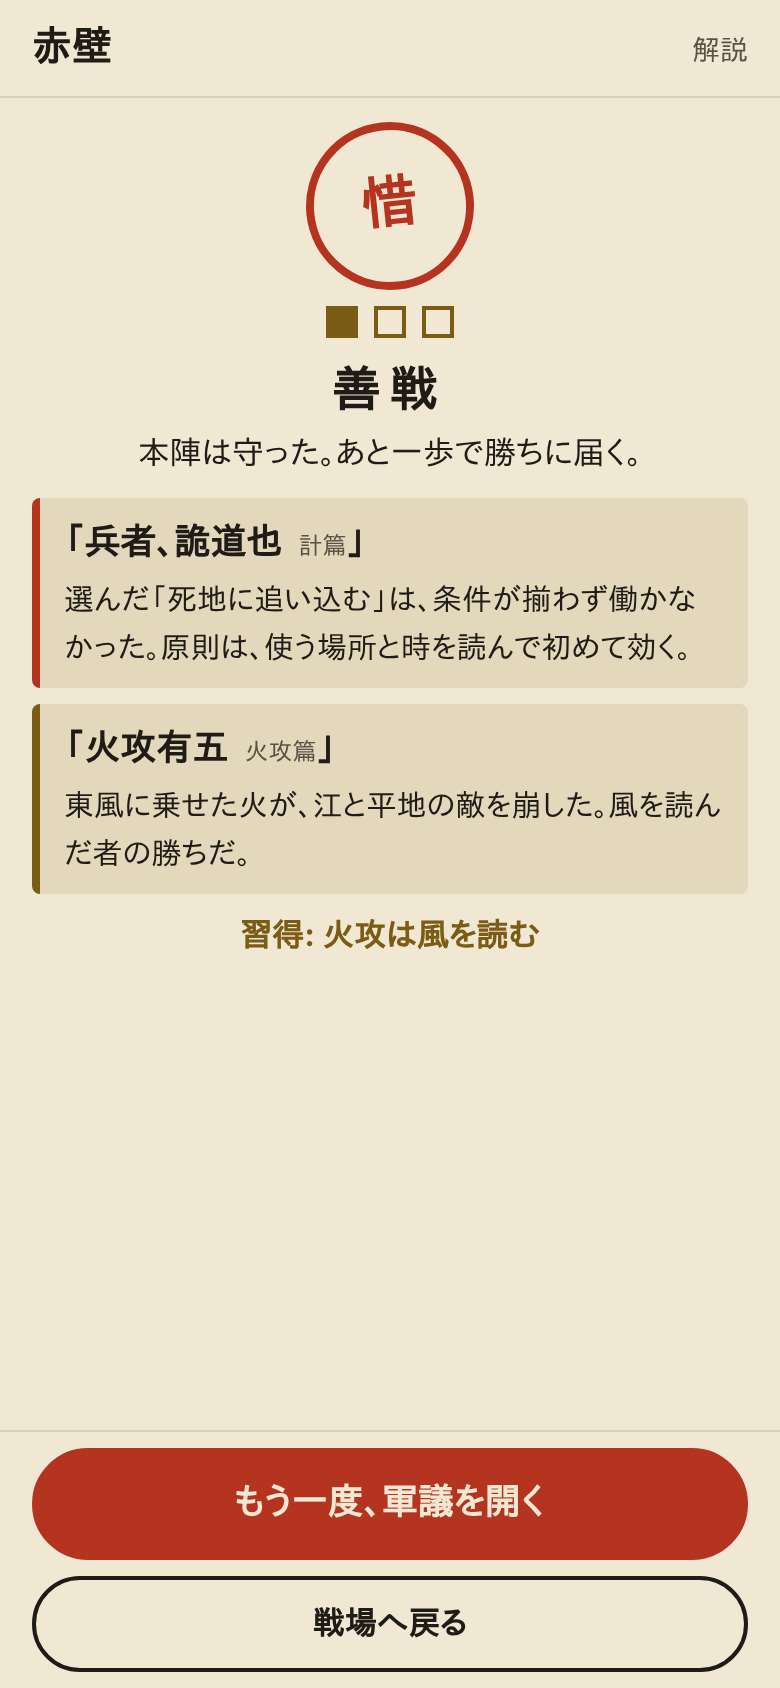 赤壁
解説
惜
善戦
本陣は守った。あと一歩で勝ちに届く。
「兵者、詭道也 計篇」
選んだ「死地に追い込む」は、条件が揃わず働かな
かった。原則は、使う場所と時を読んで初めて効く。
「火攻有五 火攻篇」
東風に乗せた火が、江と平地の敵を崩した。風を読ん
だ者の勝ちだ。
習得: 火攻は風を読む
もう一度、軍議を開く
戦場へ戻る